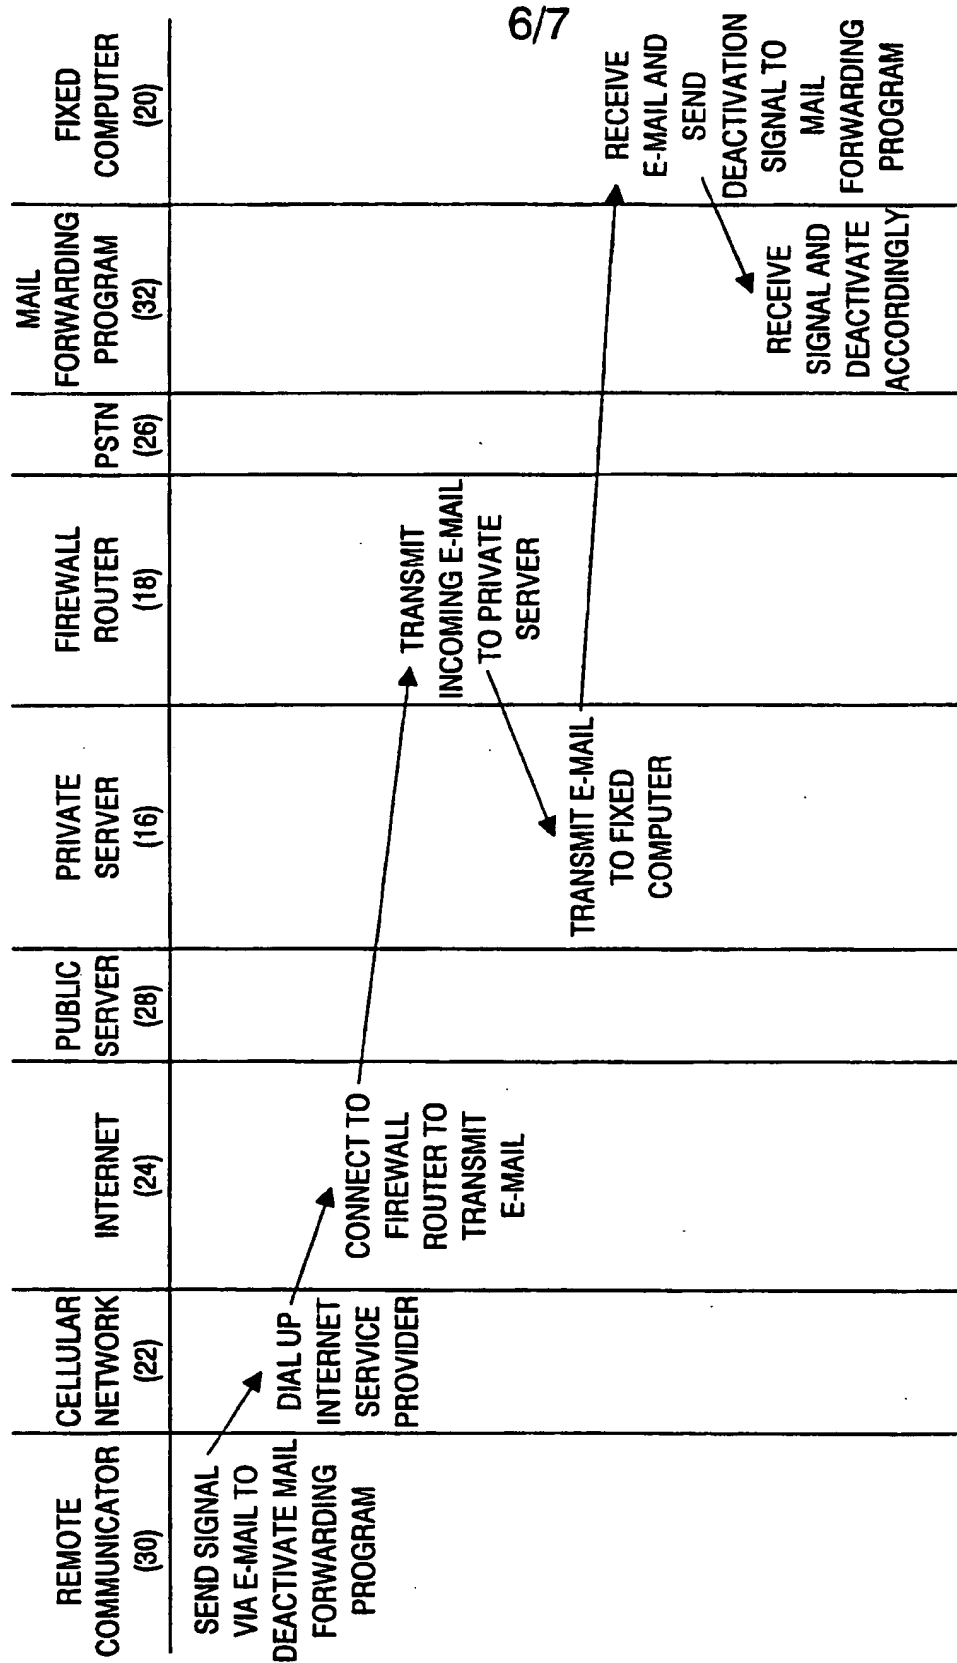 6/7
REMOTE
COMMUNICATOR
(30)
CELLULAR
NETWORK
(22)
INTERNET
(24)
PUBLIC
SERVER
(28)
PRIVATE
SERVER
(16)
FIREWALL
ROUTER
(18)
PSTN
(26)
MAIL
FORWARDING
PROGRAM
(32)
FIXED
COMPUTER
(20)
SEND SIGNAL
VIA E-MAIL TO
DEACTIVATE MAIL
FORWARDING
PROGRAM
DIAL UP
INTERNET
SERVICE
PROVIDER
CONNECT TO
FIREWALL
ROUTER TO
TRANSMIT
E-MAIL
TRANSMIT
INCOMING E-MAIL
TO PRIVATE
SERVER
TRANSMIT E-MAIL
TO FIXED
COMPUTER
RECEIVE
E-MAIL AND
SEND
DEACTIVATION
SIGNAL TO
MAIL
FORWARDING
PROGRAM
RECEIVE
SIGNAL AND
DEACTIVATE
ACCORDINGLY